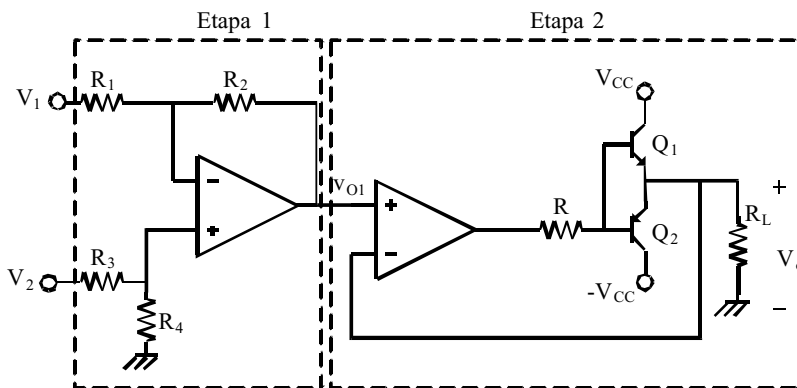 Etapa 1
Etapa 2
R1
R2
VCC
V1
Q1
vO1
R
RL
+
V2
R3
Q2
R4
-VCC
−
-
+
+
-